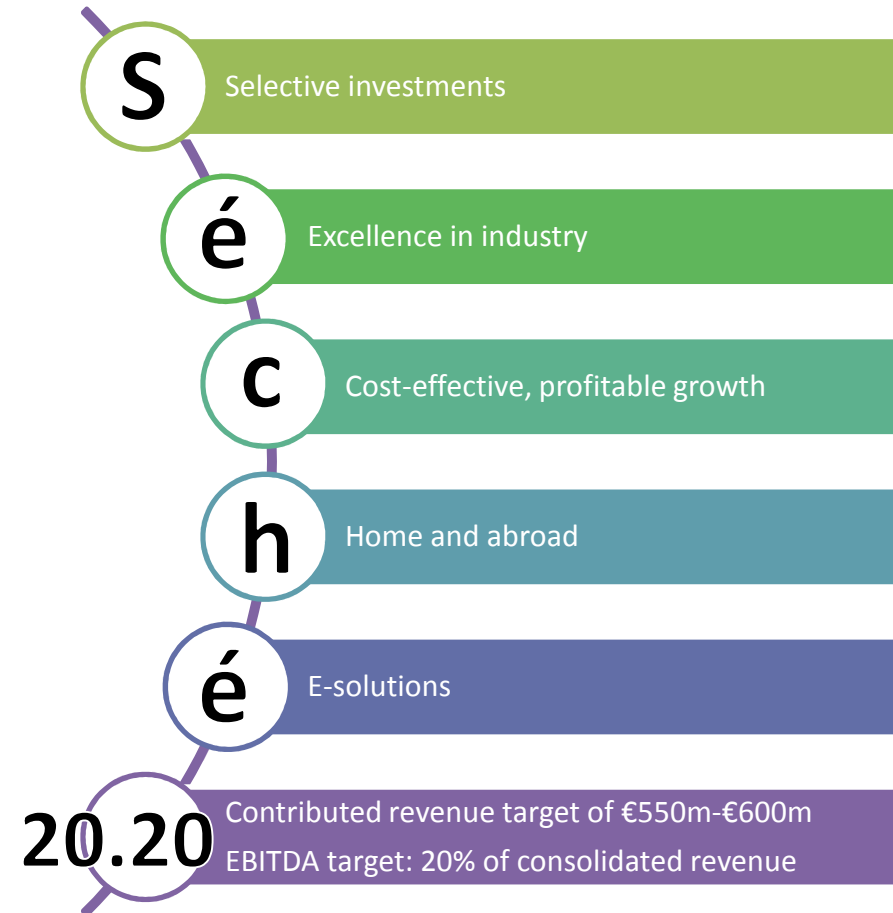 S
Selective investments
é
Excellence in industry
c
Cost-effective, profitable growth
h
Home and abroad
é
E-solutions
20.20
Contributed revenue target of €550m-€600m
EBITDA target: 20% of consolidated revenue